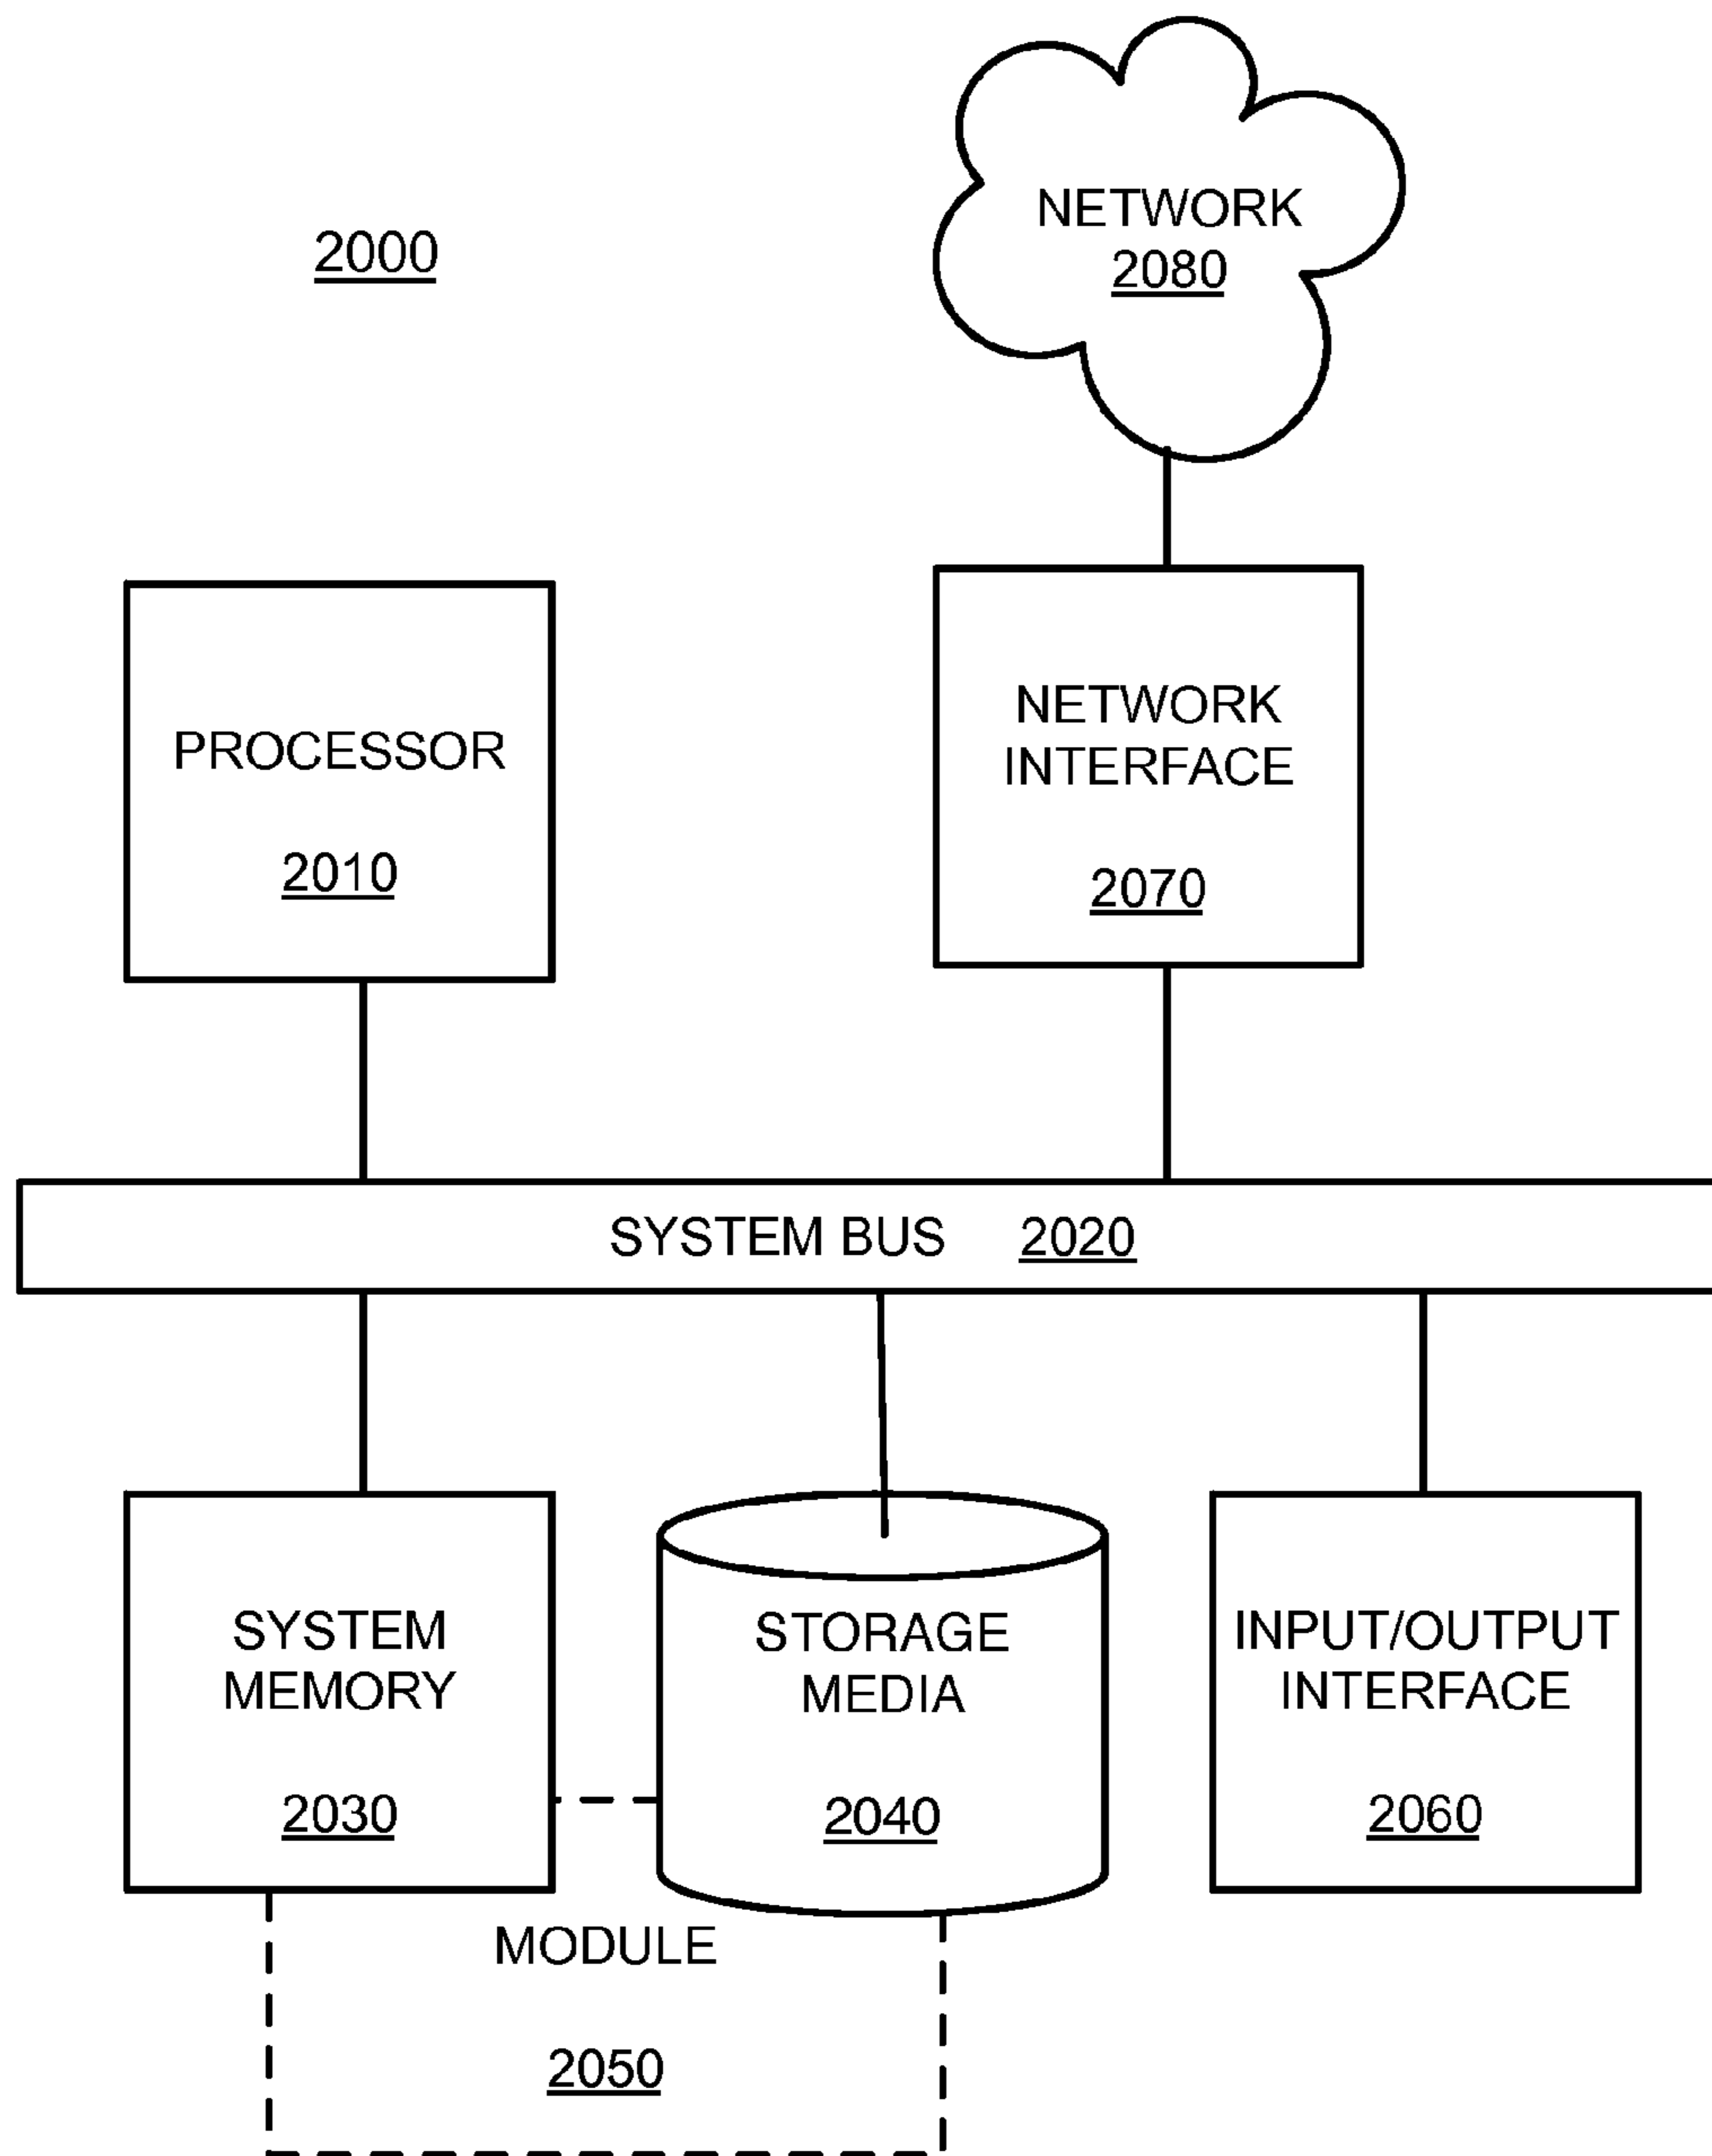 2000
NETWORK
2080
PROCESSOR
2010
NETWORK
INTERFACE
2070
SYSTEM BUS 2020
SYSTEM
MEMORY
2030
STORAGE
MEDIA
2040
INPUT/OUTPUT
INTERFACE
2060
MODULE
2050